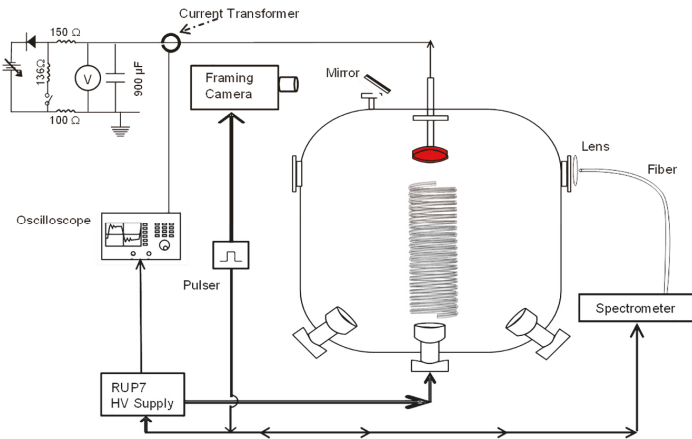 Current Transformer
150 Ω
136Ω
V
900 µF
100 Ω
Framing
Camera
Mirror
Lens
Fiber
Oscilloscope
Pulser
Spectrometer
RUP7
HV Supply